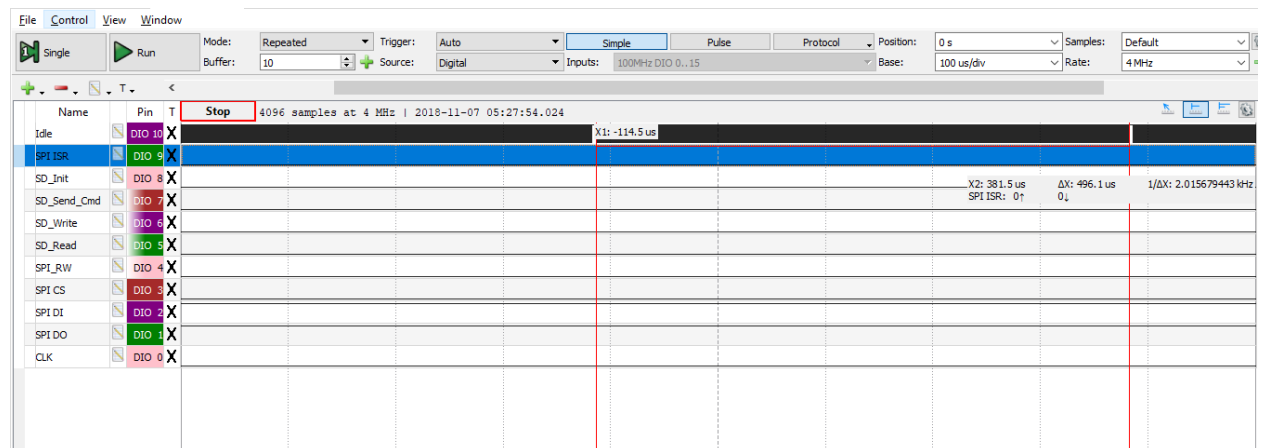 File Control View Window
Single Run Mode: Repeated Trigger: Auto Simple Pulse Protocol Position: 0 s Samples: Default
Buffer: 10 Source: Digital Inputs: 100MHz DIO 0..15 Base: 100 us/div Rate: 4 MHz
T
Name Pin T Stop 4096 samples at 4 MHz | 2018-11-07 05:27:54.024
Idle DIO 10 X X1: -114.5 us
SPI ISR DIO 9 X
SD_Init DIO 8 X X2: 381.5 us ΔX: 496.1 us 1/ΔX: 2.015679443 kHz
SD_Send_Cmd DIO 7 X SPI ISR: 0↑ 0↓
SD_Write DIO 6 X
SD_Read DIO 5 X
SPI_RW DIO 4 X
SPI CS DIO 3 X
SPI DI DIO 2 X
SPI DO DIO 1 X
CLK DIO 0 X